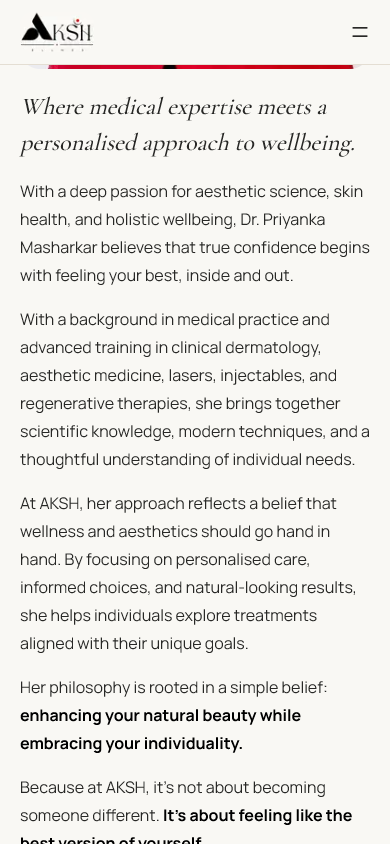 AKSH
Where medical expertise meets a
personalised approach to wellbeing.
With a deep passion for aesthetic science, skin
health, and holistic wellbeing, Dr. Priyanka
Masharkar believes that true confidence begins
with feeling your best, inside and out.
With a background in medical practice and
advanced training in clinical dermatology,
aesthetic medicine, lasers, injectables, and
regenerative therapies, she brings together
scientific knowledge, modern techniques, and a
thoughtful understanding of individual needs.
At AKSH, her approach reflects a belief that
wellness and aesthetics should go hand in
hand. By focusing on personalised care,
informed choices, and natural-looking results,
she helps individuals explore treatments
aligned with their unique goals.
Her philosophy is rooted in a simple belief:
enhancing your natural beauty while
embracing your individuality.
Because at AKSH, it's not about becoming
someone different. It's about feeling like the
best version of yourself